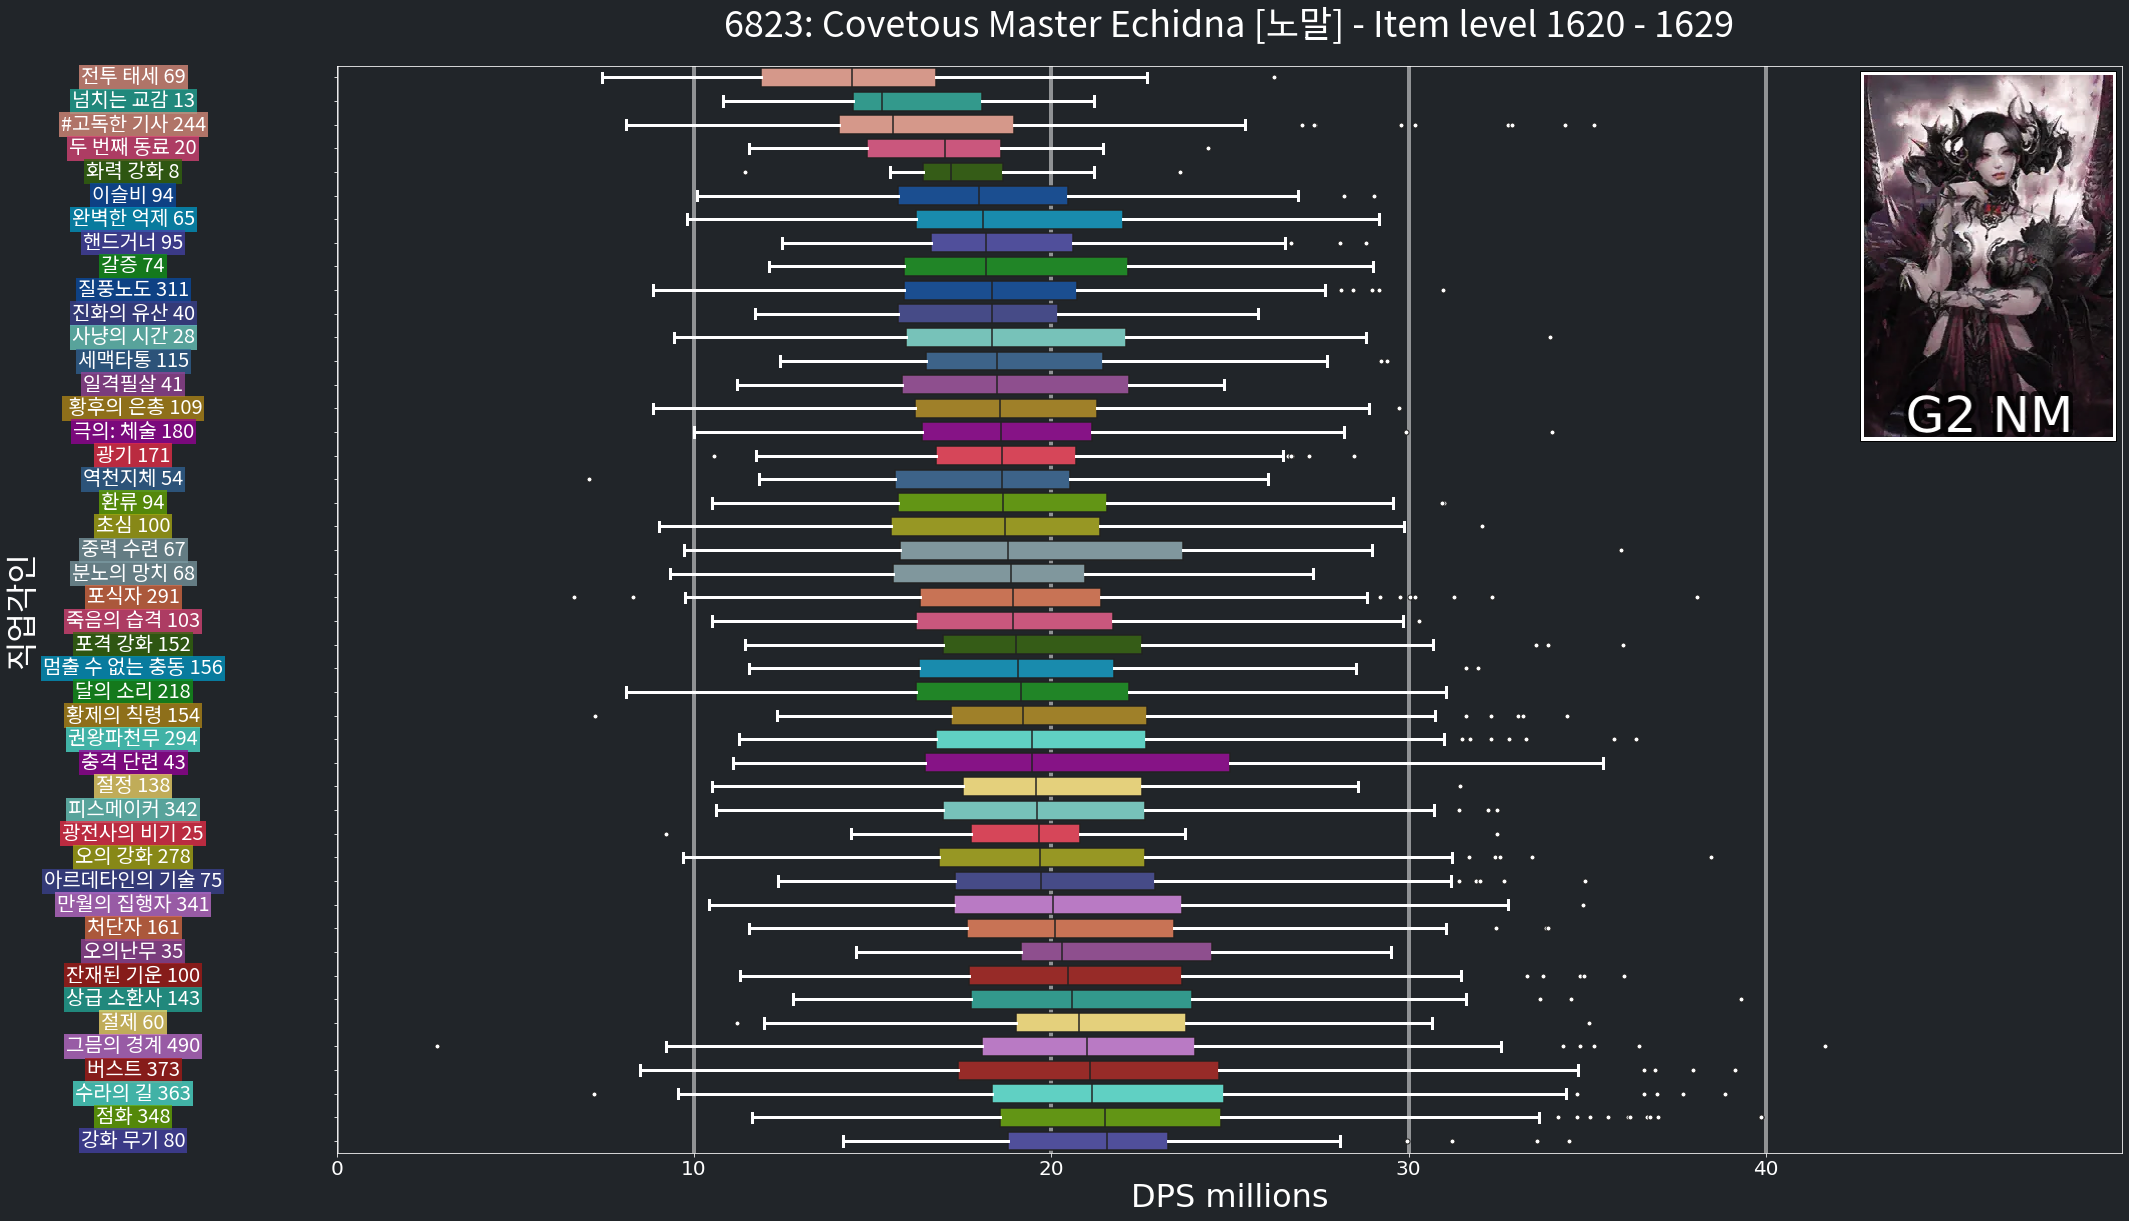 6823: Covetous Master Echidna [노말] - Item level 1620 - 1629
전투 태세 69
넘치는 교감 13
#고독한 기사 244
두 번째 동료 20
화력 강화 8
이슬비 94
완벽한 억제 65
핸드거너 95
갈증 74
질풍노도 311
진화의 유산 40
사냥의 시간 28
세맥타통 115
일격필살 41
황후의 은총 109
극의: 체술 180
광기 171
역천지체 54
환류 94
초심 100
중력 수련 67
분노의 망치 68
포식자 291
죽음의 습격 103
포격 강화 152
멈출 수 없는 충동 156
달의 소리 218
황제의 칙령 154
권왕파천무 294
충격 단련 43
절정 138
피스메이커 342
광전사의 비기 25
오의 강화 278
아르데타인의 기술 75
만월의 집행자 341
처단자 161
오의난무 35
잔재된 기운 100
상급 소환사 143
절제 60
그믐의 경계 490
버스트 373
수라의 길 363
점화 348
강화 무기 80
직업각인
0 10 20 30 40
DPS millions
G2 NM